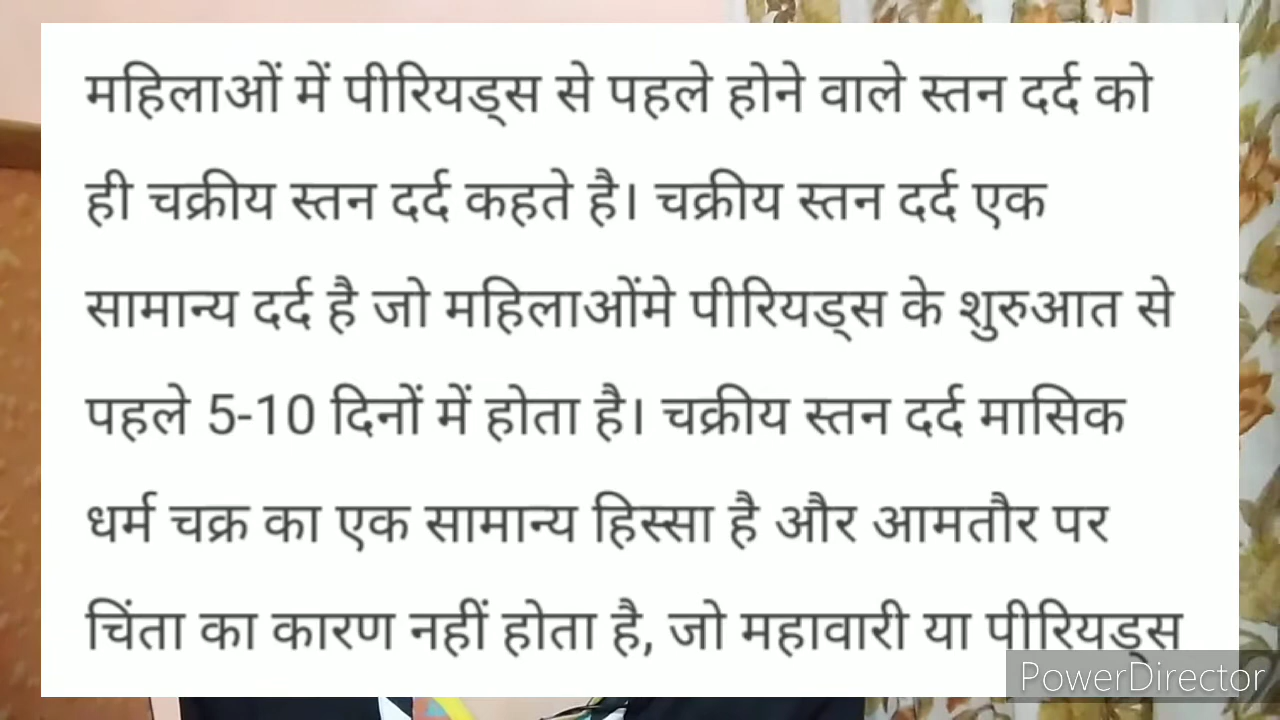 महिलाओं में पीरियड्स से पहले होने वाले स्तन दर्द को
ही चक्रीय स्तन दर्द कहते है। चक्रीय स्तन दर्द एक
सामान्य दर्द है जो महिलाओंमे पीरियड्स के शुरुआत से
पहले 5-10 दिनों में होता है। चक्रीय स्तन दर्द मासिक
धर्म चक्र का एक सामान्य हिस्सा है और आमतौर पर
चिंता का कारण नहीं होता है, जो महावारी या पीरियड्स
PowerDirector